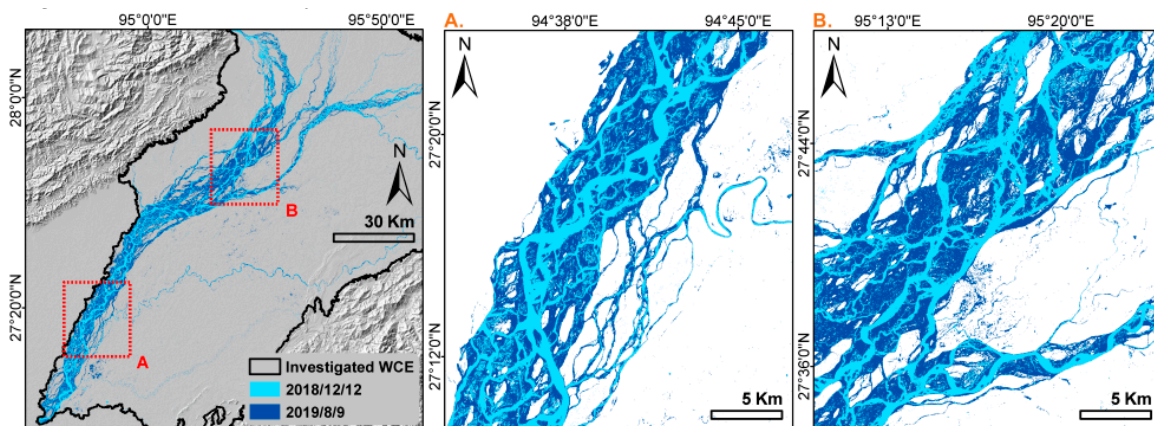 95°0'0"E
95°50'0"E
28°0'0"N
27°20'0"N
N
B
30 Km
A
Investigated WCE
2018/12/12
2019/8/9
A.
94°38'0"E
94°45'0"E
N
27°20'0"N
27°12'0"N
5 Km
B.
95°13'0"E
95°20'0"E
N
27°44'0"N
27°36'0"N
5 Km